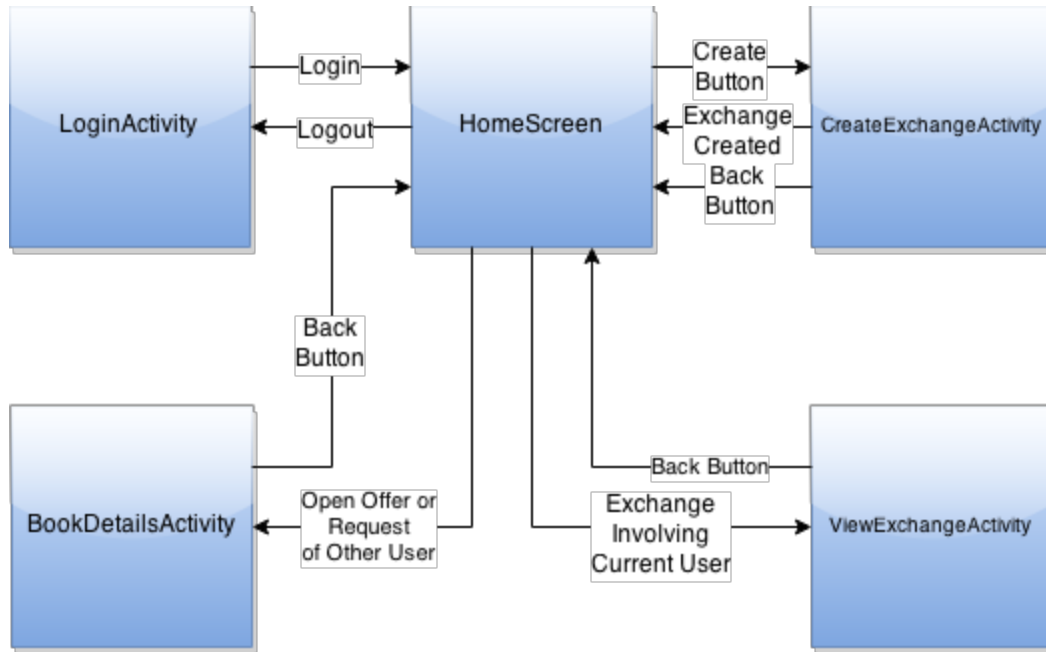 Login
Create
Button
LoginActivity
HomeScreen
CreateExchangeActivity
Logout
Exchange
Created
Back
Button
Back
Button
Back Button
BookDetailsActivity
Open Offer or
Request
of Other User
Exchange
Involving
Current User
ViewExchangeActivity